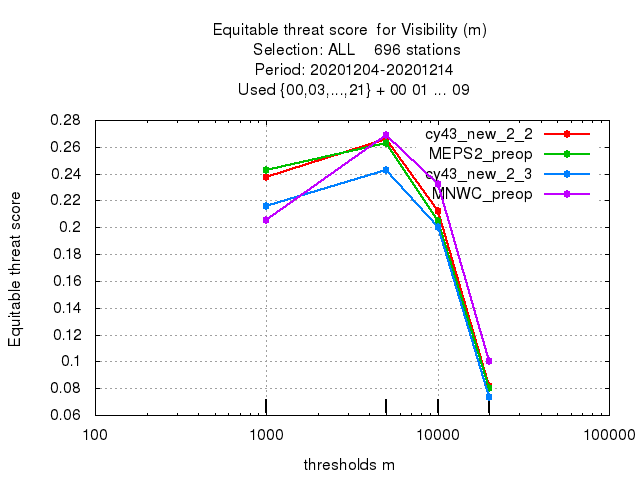 Equitable threat score  for Visibility (m)
Selection: ALL    696 stations
Period: 20201204-20201214
Used {00,03,...,21} + 00 01 ... 09
0.28
0.26
0.24
0.22
0.2
0.18
0.16
0.14
0.12
0.1
0.08
0.06
Equitable threat score
cy43_new_2_2
MEPS2_preop
cy43_new_2_3
MNWC_preop
100
1000
10000
100000
thresholds m